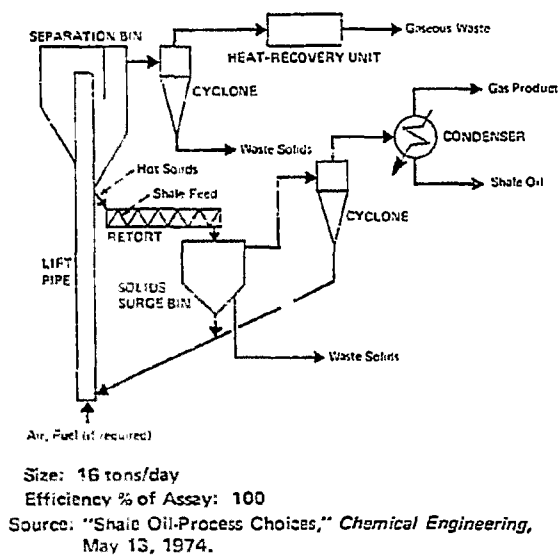 SEPARATION BIN
Gaseous Waste
HEAT-RECOVERY UNIT
CYCLONE
Gas Product
CONDENSER
Waste Solids
Hot Solids
Shale Feed
Shale Oil
RETORT
CYCLONE
LIFT
PIPE
SOLIDS
SURGE BIN
Waste Solids
Air, Fuel (if required)
Size: 16 tons/day
Efficiency % of Assay: 100
Source: "Shale Oil-Process Choices," Chemical Engineering,
May 13, 1974.